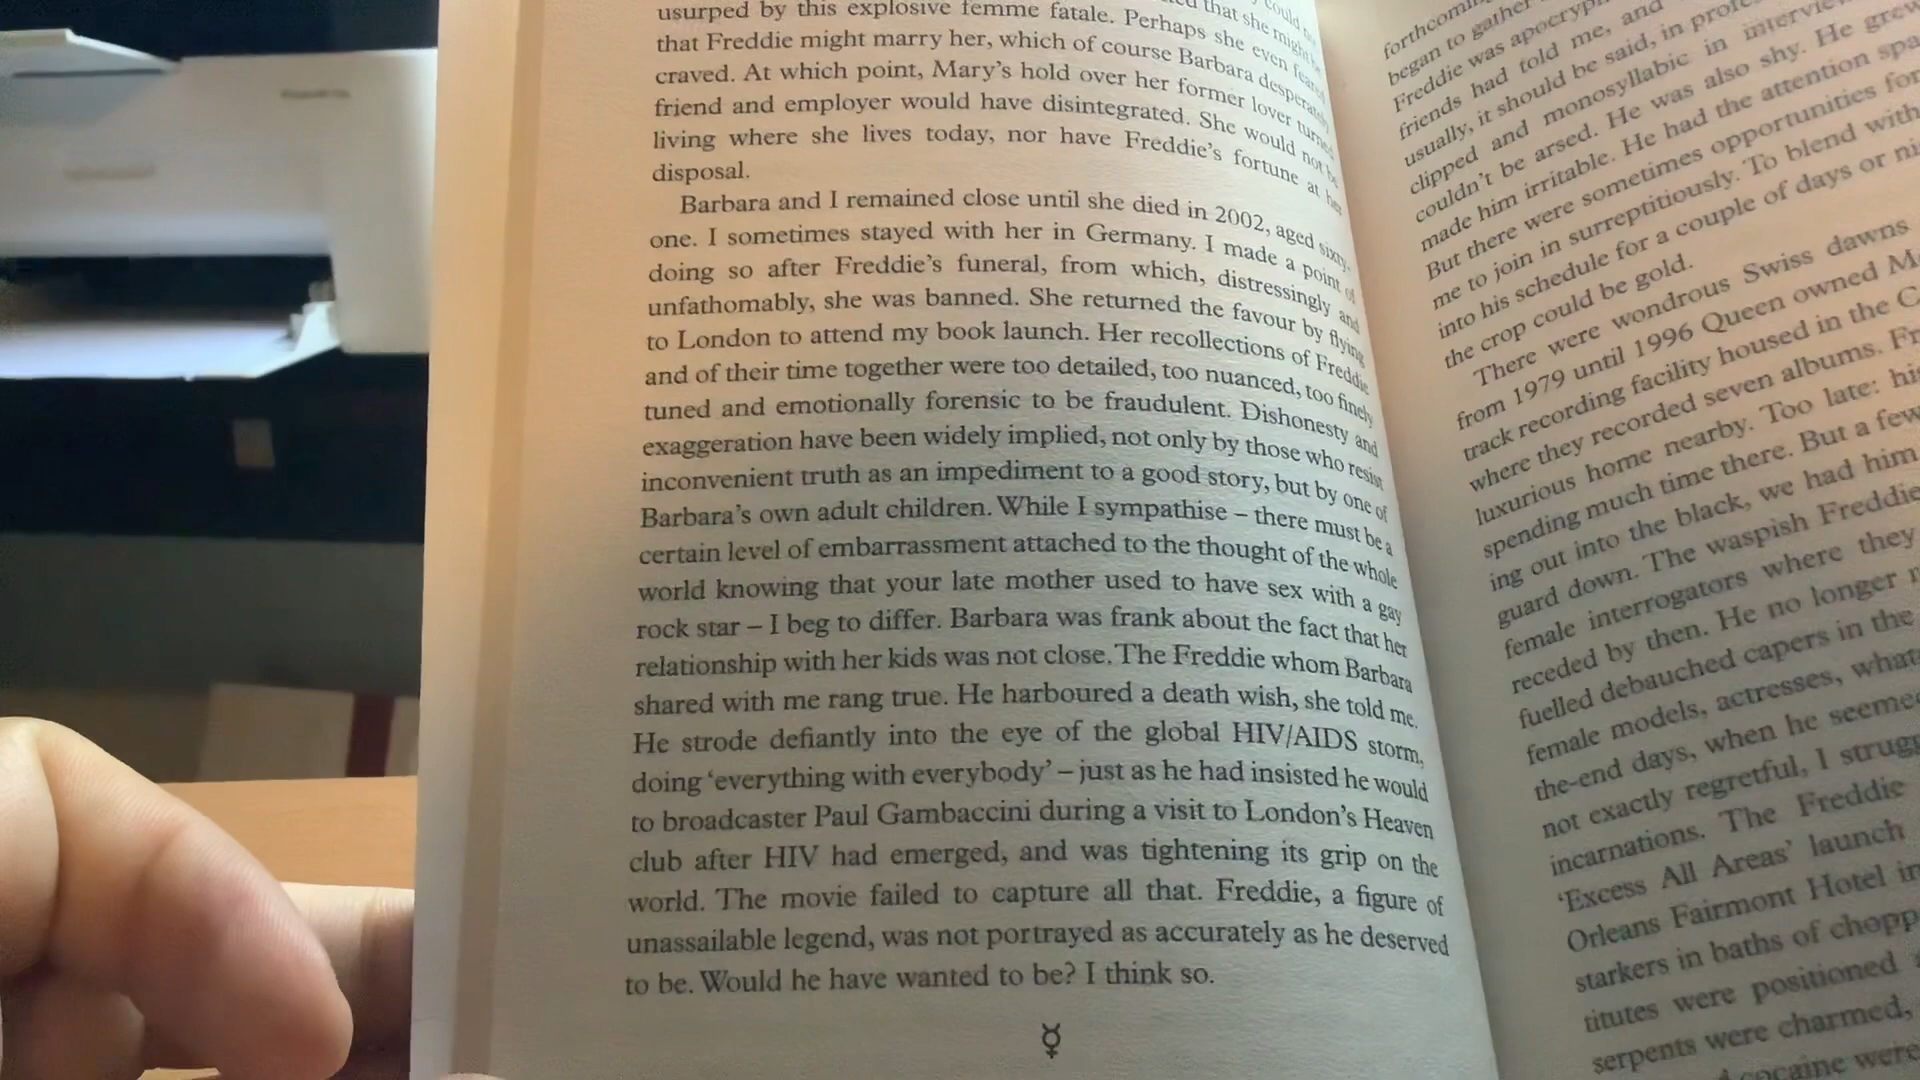 usurped by this explosive femme fatale. Perhaps she even feared
that Freddie might marry her, which of course Barbara desperately
craved. At which point, Mary's hold over her former lover turned
friend and employer would have disintegrated. She would not be
living where she lives today, nor have Freddie's fortune at her
disposal.
Barbara and I remained close until she died in 2002, aged sixty-
one. I sometimes stayed with her in Germany. I made a point of
doing so after Freddie's funeral, from which, distressingly and
unfathomably, she was banned. She returned the favour by flying
to London to attend my book launch. Her recollections of Freddie
and of their time together were too detailed, too nuanced, too finely
tuned and emotionally forensic to be fraudulent. Dishonesty and
exaggeration have been widely implied, not only by those who resist
inconvenient truth as an impediment to a good story, but by one of
Barbara's own adult children. While I sympathise – there must be a
certain level of embarrassment attached to the thought of the whole
world knowing that your late mother used to have sex with a gay
rock star – I beg to differ. Barbara was frank about the fact that her
relationship with her kids was not close. The Freddie whom Barbara
shared with me rang true. He harboured a death wish, she told me.
He strode defiantly into the eye of the global HIV/AIDS storm,
doing 'everything with everybody' – just as he had insisted he would
to broadcaster Paul Gambaccini during a visit to London's Heaven
club after HIV had emerged, and was tightening its grip on the
world. The movie failed to capture all that. Freddie, a figure of
unassailable legend, was not portrayed as accurately as he deserved
to be. Would he have wanted to be? I think so.
☿
began to gather
Freddie was
friends had told me, and
usually, it should be said, in
clipped and monosyllabic in
couldn't be arsed. He was also shy. He grew
made him irritable. He had the attention
But there were sometimes opportunities for
me to join in surreptitiously. To blend with
into his schedule for a couple of days or
the crop could be gold.
There were wondrous Swiss dawns
from 1979 until 1996 Queen owned
track recording facility housed in the
where they recorded seven albums.
luxurious home nearby. Too late: his
spending much time there. But a few
ing out into the black, we had him
guard down. The waspish Freddie
female interrogators where they
receded by then. He no longer
fuelled debauched capers in the
female models, actresses,
the-end days, when he seemed
not exactly regretful, I
incarnations. The Freddie
'Excess All Areas' launch
Orleans Fairmont Hotel in
starkers in baths of
titutes were positioned
serpents were charmed,
cocaine were